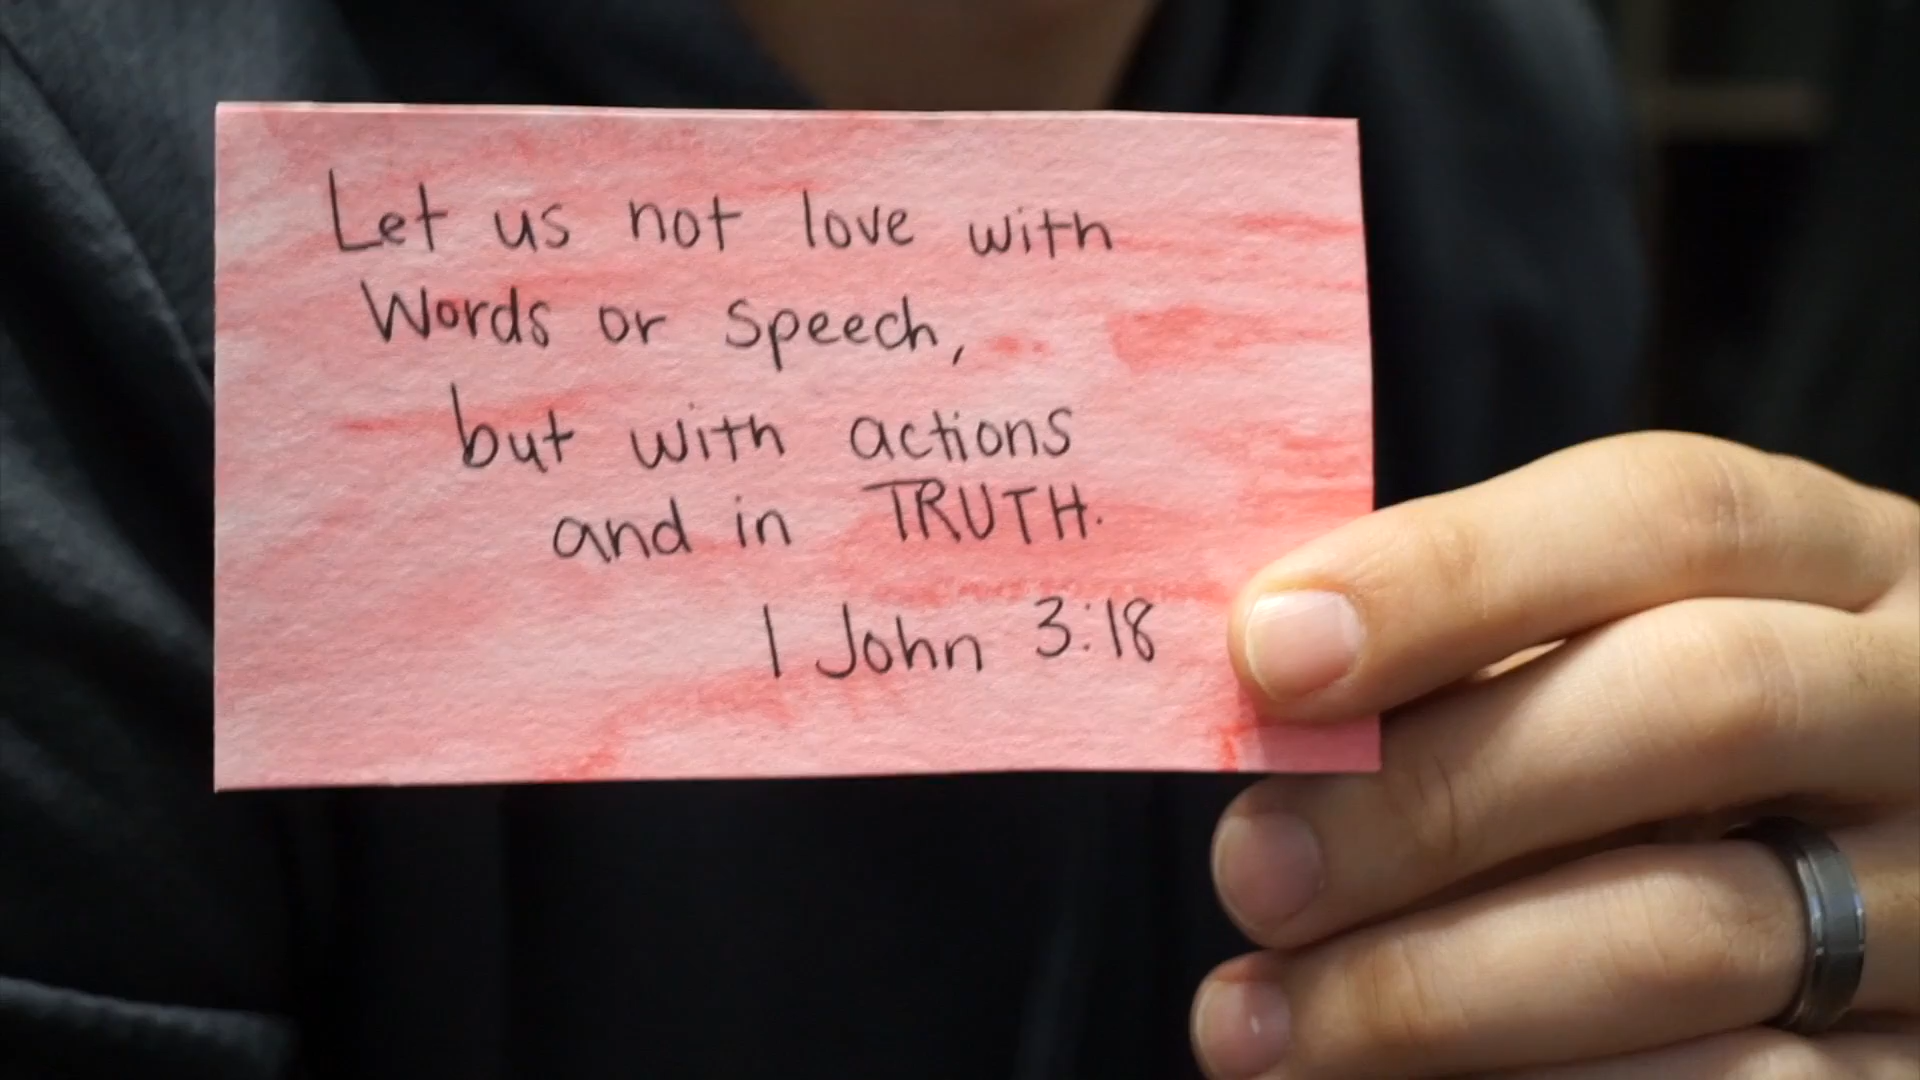 Let us not love with
Words or Speech,
but with actions
and in TRUTH.
1 John 3:18